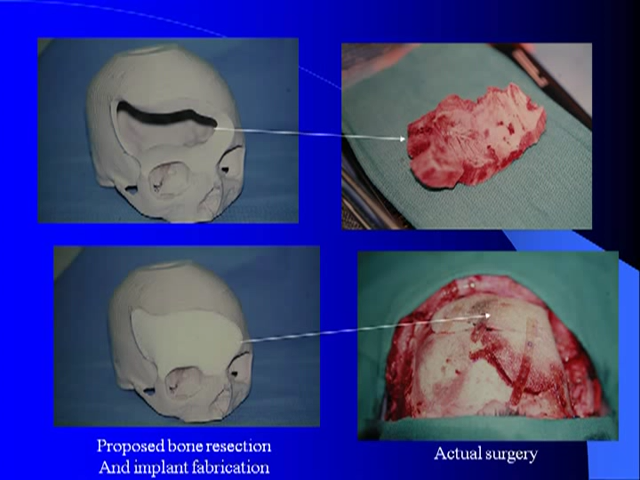 Proposed bone resection
And implant fabrication
Actual surgery